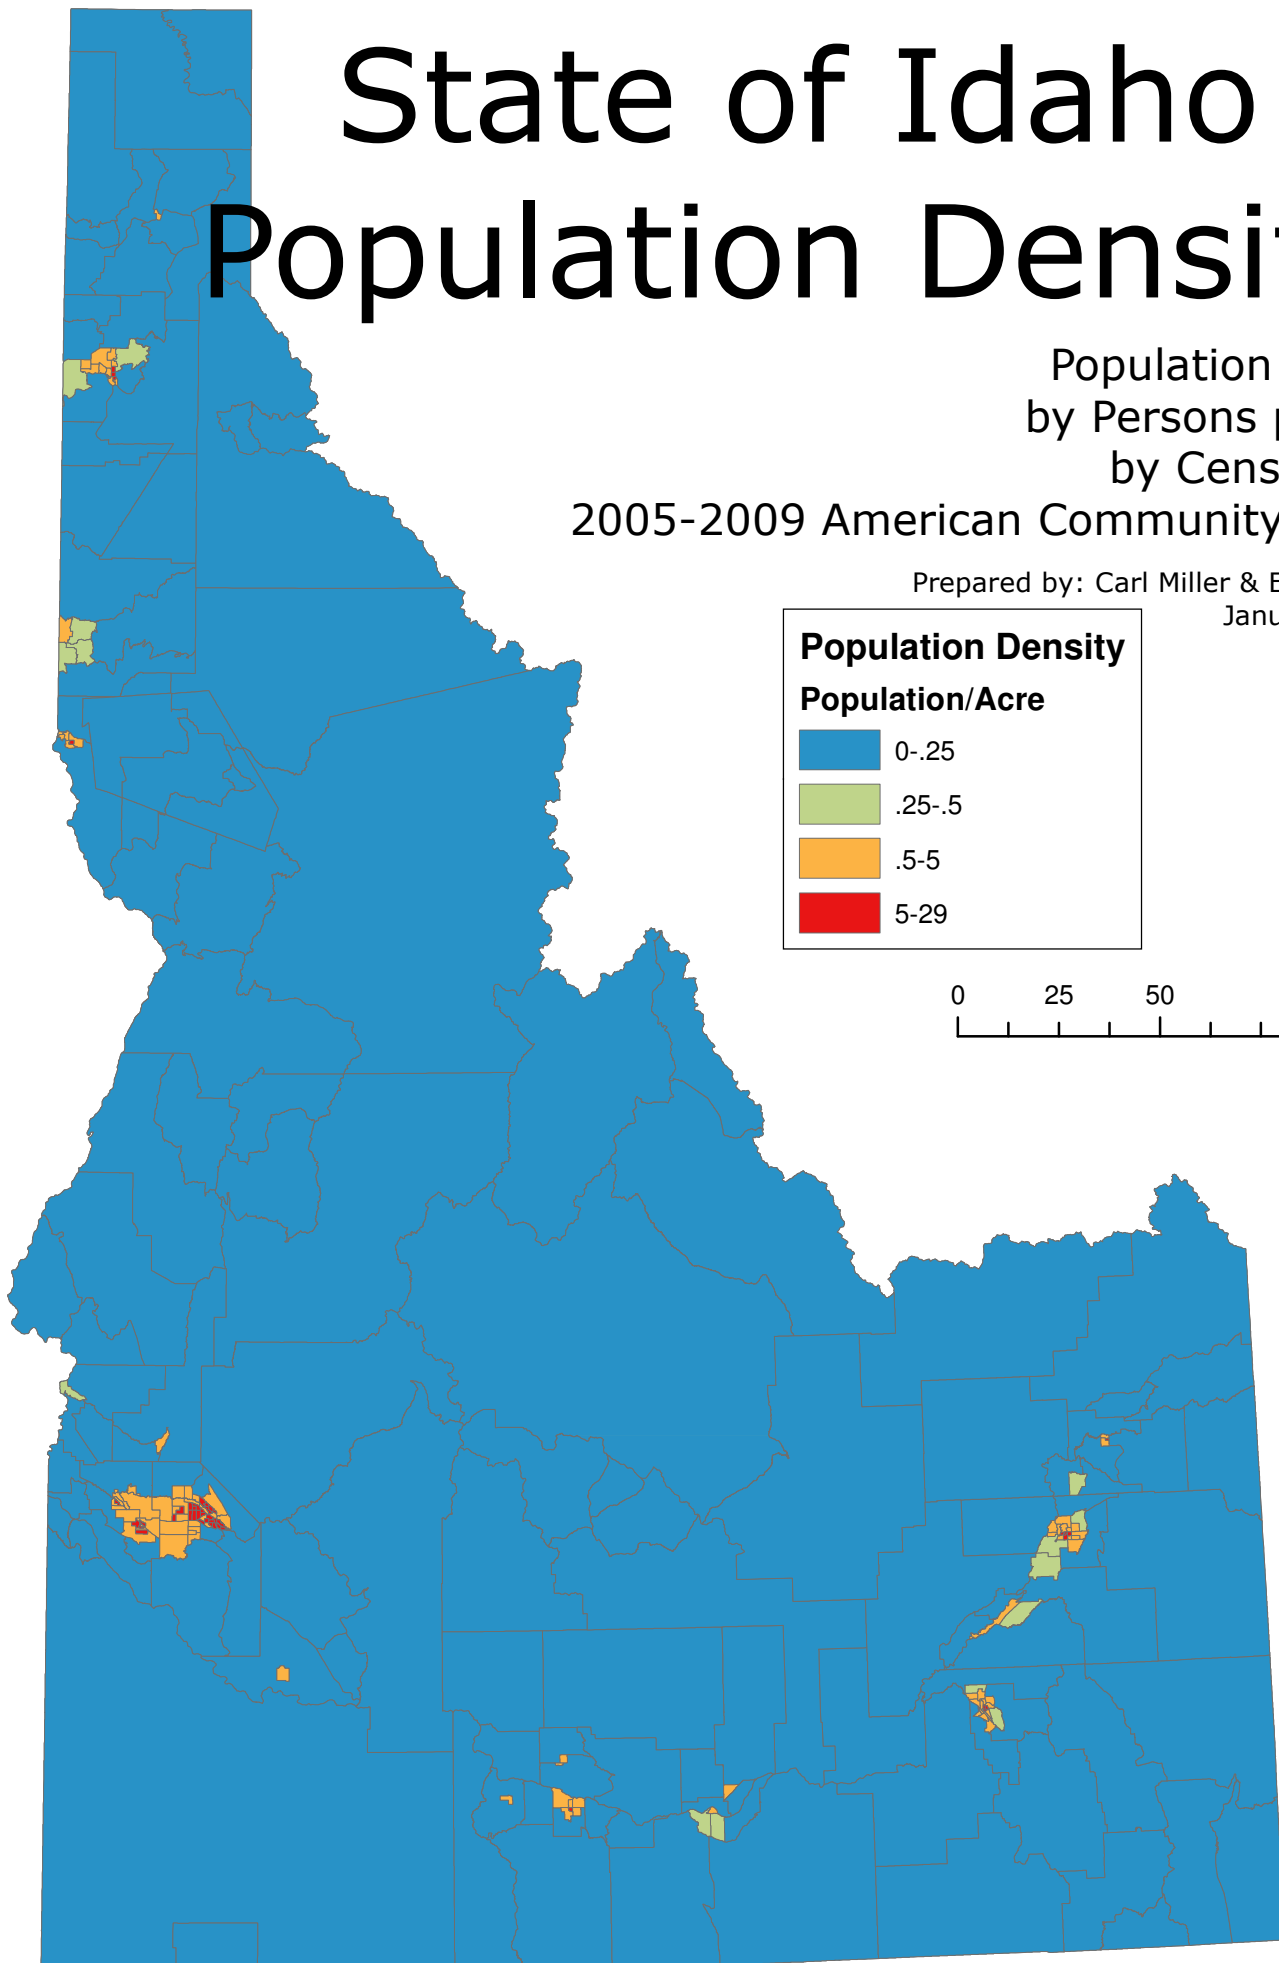 State of Idaho
Population Densit
Population
by Persons p
by Cens
2005-2009 American Community
Prepared by: Carl Miller & E
Janu
Population Density
Population/Acre
0-.25
.25-.5
.5-5
5-29
0 25 50